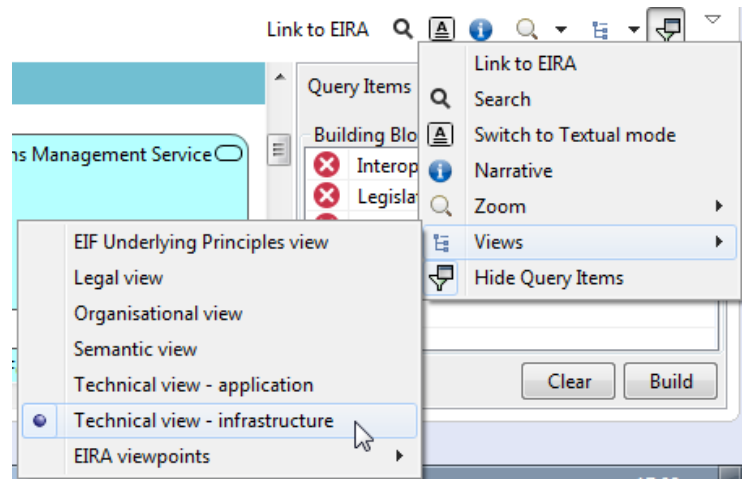 Link to EIRA
Query Items
Link to EIRA
Search
Building Blo
Switch to Textual mode
ns Management Service
Interop
Narrative
Legisla
Zoom
Views
EIF Underlying Principles view
Hide Query Items
Legal view
Organisational view
Semantic view
Technical view - application
Clear
Build
Technical view - infrastructure
EIRA viewpoints